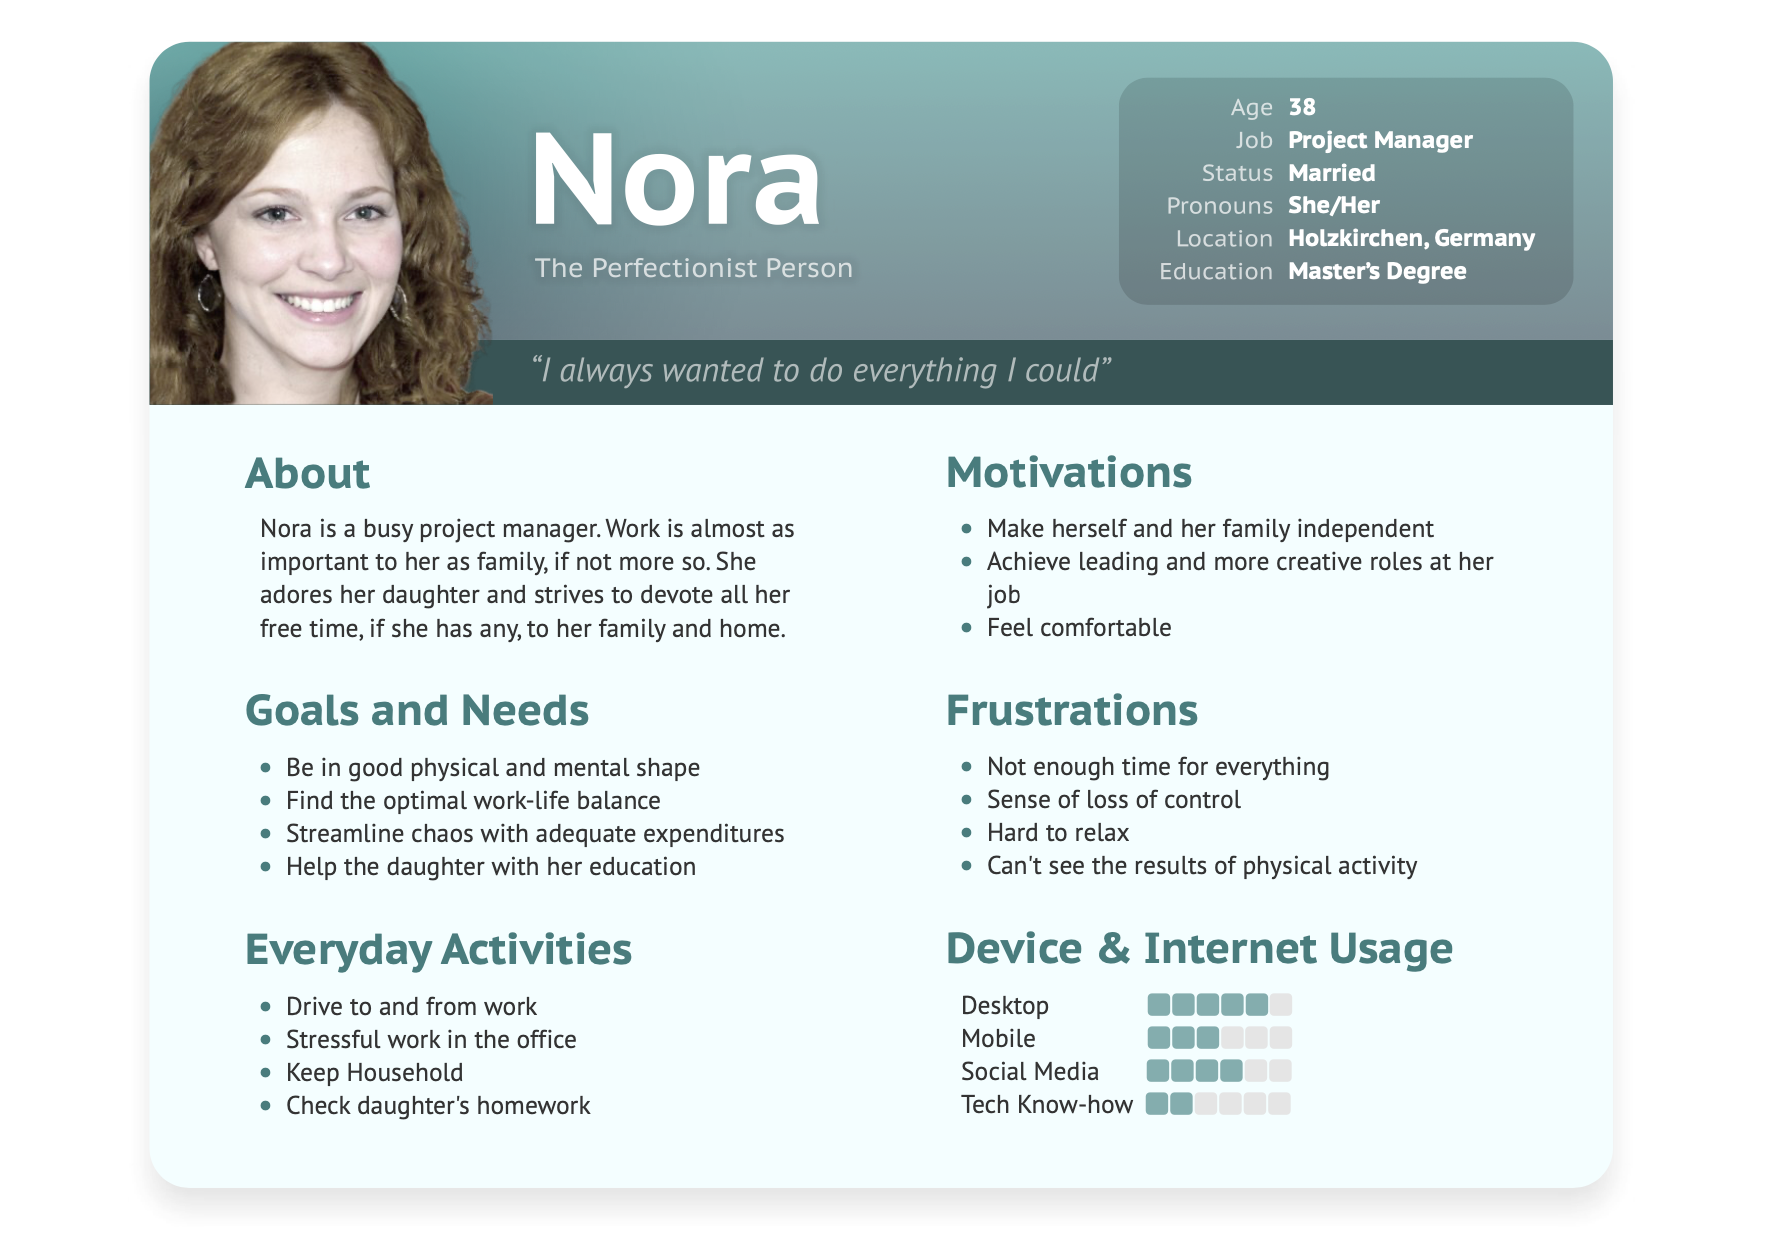 Nora
The Perfectionist Person
Age 38
Job Project Manager
Status Married
Pronouns She/Her
Location Holzkirchen, Germany
Education Master’s Degree
“I always wanted to do everything I could”
About
Nora is a busy project manager. Work is almost as
important to her as family, if not more so. She
adores her daughter and strives to devote all her
free time, if she has any, to her family and home.
Goals and Needs
• Be in good physical and mental shape
• Find the optimal work-life balance
• Streamline chaos with adequate expenditures
• Help the daughter with her education
Everyday Activities
• Drive to and from work
• Stressful work in the office
• Keep Household
• Check daughter's homework
Motivations
• Make herself and her family independent
• Achieve leading and more creative roles at her
job
• Feel comfortable
Frustrations
• Not enough time for everything
• Sense of loss of control
• Hard to relax
• Can't see the results of physical activity
Device & Internet Usage
Desktop
Mobile
Social Media
Tech Know-how